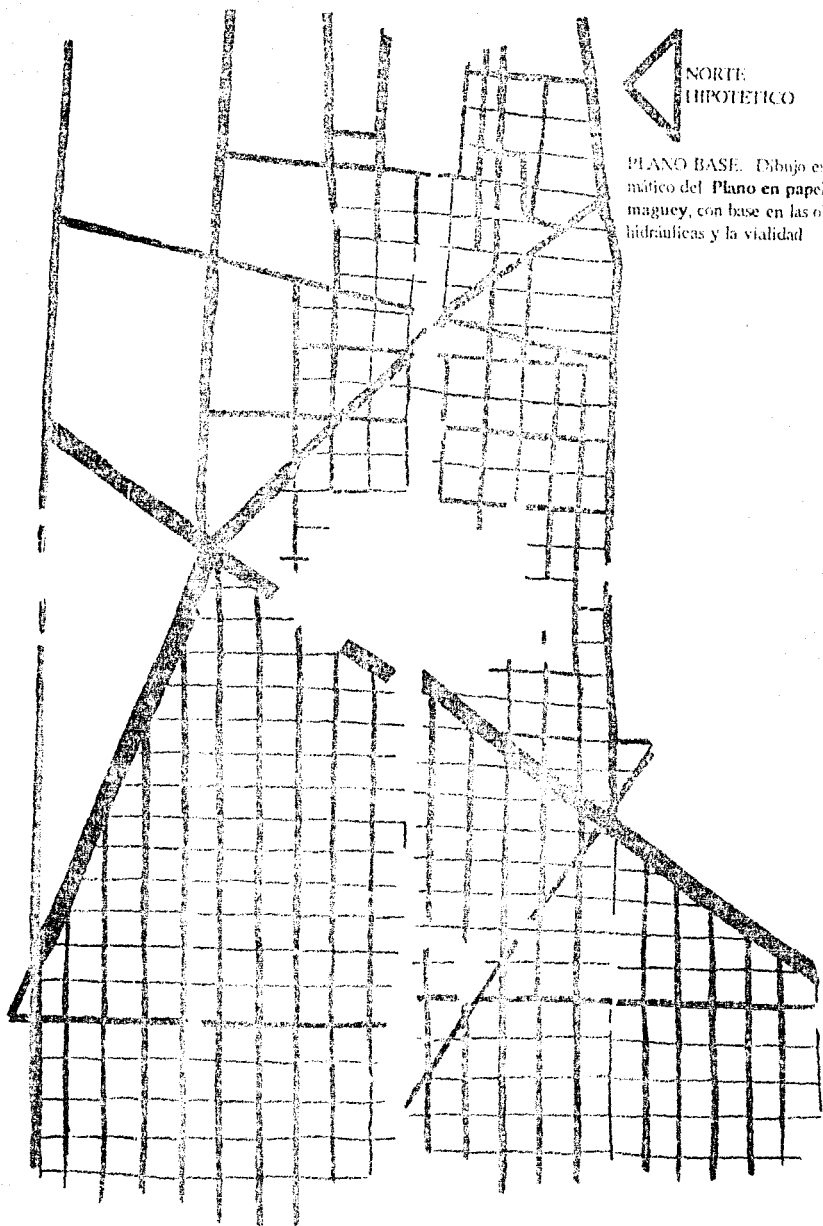 NORTE
HIPOTETICO
PLANO BASE. Dibujo es
mático del Plano en papel
maguey, con base en las o
hidráulicas y la vialidad